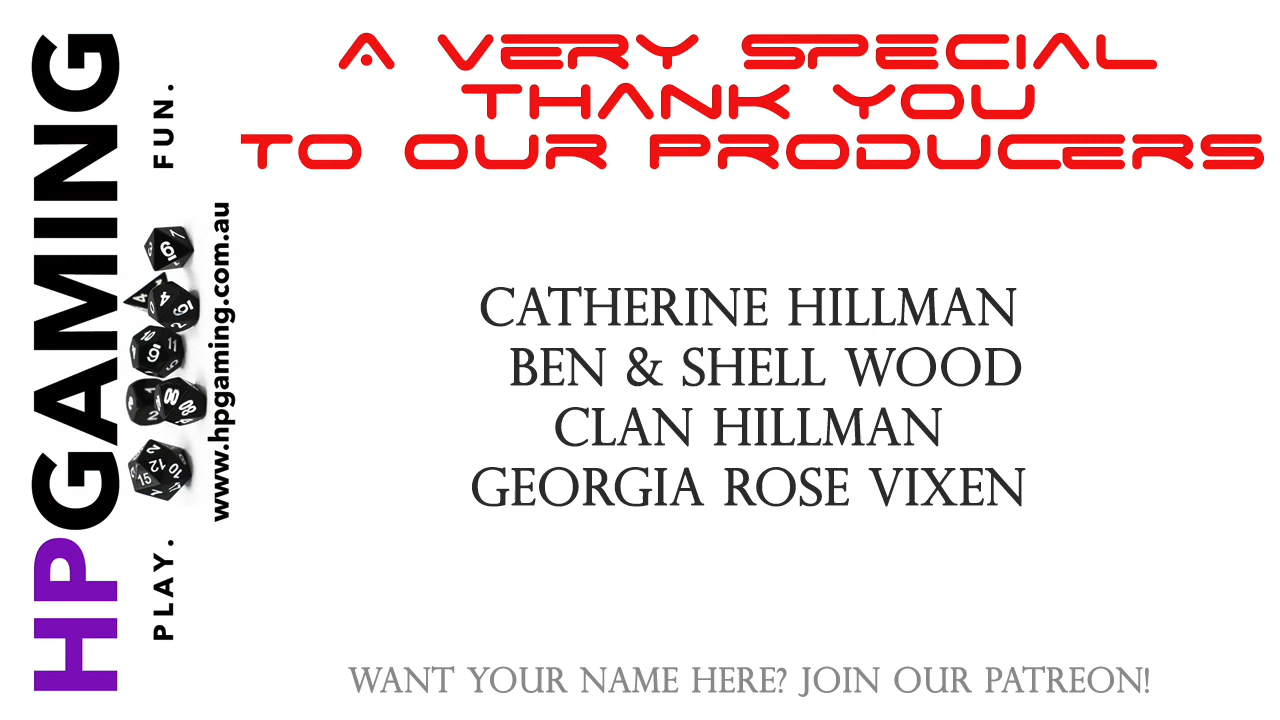 HPGAMING
PLAY. FUN.
www.hpgaming.com.au
A VERY SPECIAL
THANK YOU
TO OUR PRODUCERS
CATHERINE HILLMAN
BEN & SHELL WOOD
CLAN HILLMAN
GEORGIA ROSE VIXEN
WANT YOUR NAME HERE? JOIN OUR PATREON!